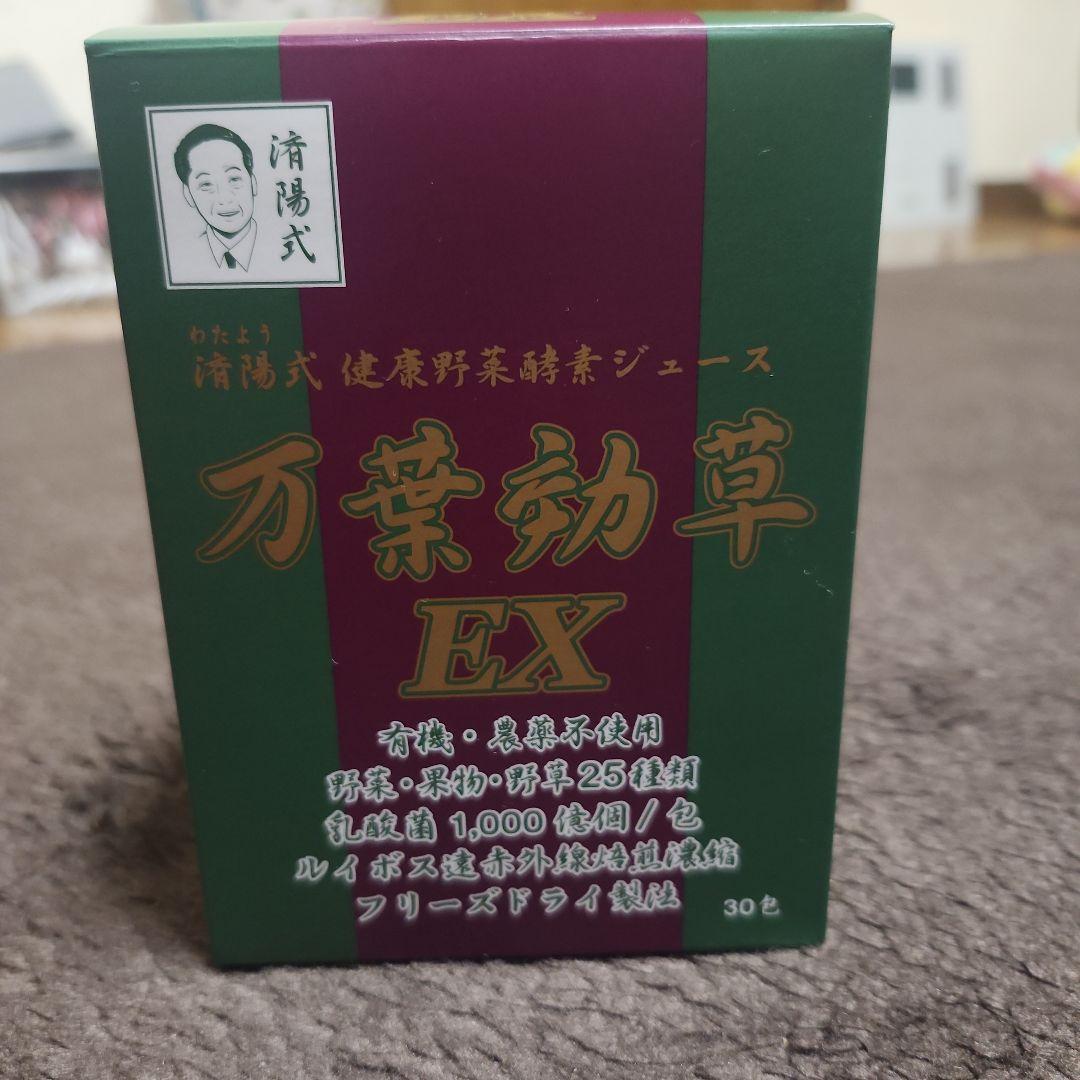 済陽式
わたよう
済陽式 健康野菜酵素ジュース
万葉効草
EX
有機・農薬不使用
野菜・果物・野草25種類
乳酸菌 1,000 億個/包
ルイボス遠赤外線焙煎濃縮
フリーズドライ製法
30包